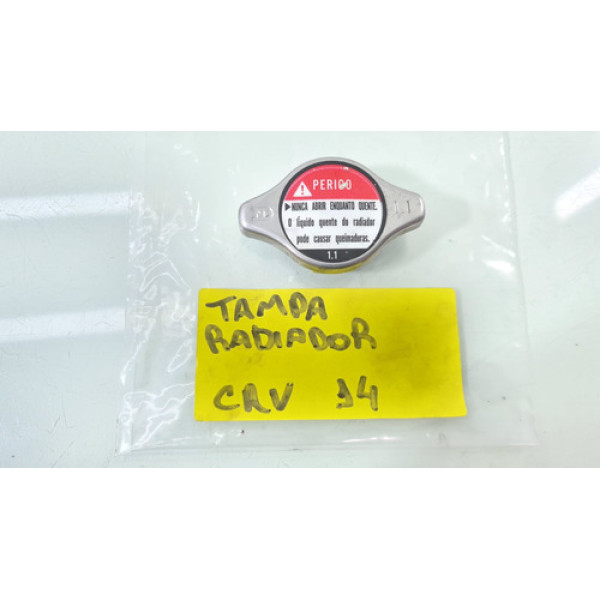 PERIGO
▶NUNCA ABRIR ENQUANTO QUENTE.
O líquido quente do radiador
pode causar queimaduras.
1.1
TAMPA
RADIADOR
CRV 14